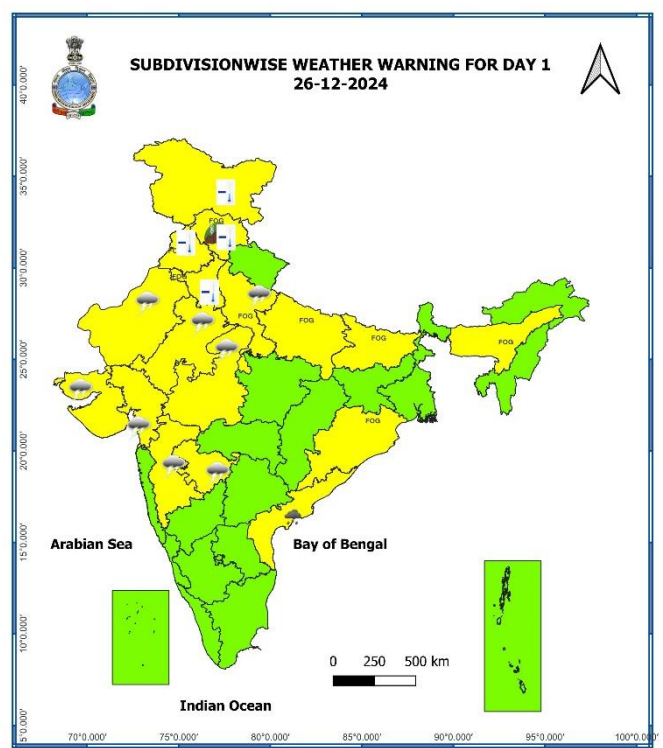 SUBDIVISIONWISE WEATHER WARNING FOR DAY 1
26-12-2024
40°0.000'
35°0.000'
30°0.000'
25°0.000'
20°0.000'
15°0.000'
10°0.000'
5°0.000'
FOG
FOG
FOG
FOG
FOG
FOG
FOG
Arabian Sea
Bay of Bengal
0 250 500 km
Indian Ocean
70°0.000' 75°0.000' 80°0.000' 85°0.000' 90°0.000' 95°0.000' 100°0.000'